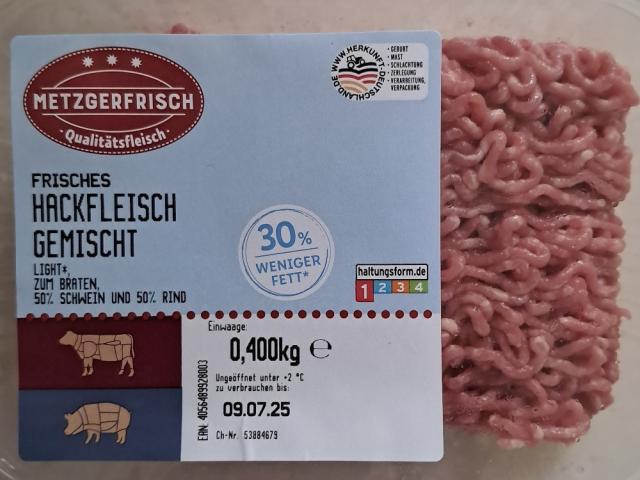 METZGERFRISCH
Qualitätsfleisch
WWW.HERKUNFT-DEUTSCHLAND.DE
· GEBURT
· MAST
· SCHLACHTUNG
· ZERLEGUNG
· VERARBEITUNG,
VERPACKUNG
FRISCHES
HACKFLEISCH
GEMISCHT
LIGHT*,
ZUM BRATEN,
50% SCHWEIN UND 50% RIND
30%
WENIGER
FETT*
haltungsform.de
1 2 3 4
Einwaage:
0,400kg ℮
Ungeöffnet unter +2 °C
zu verbrauchen bis:
09.07.25
Ch-Nr. 53884679
EAN: 4056489928003